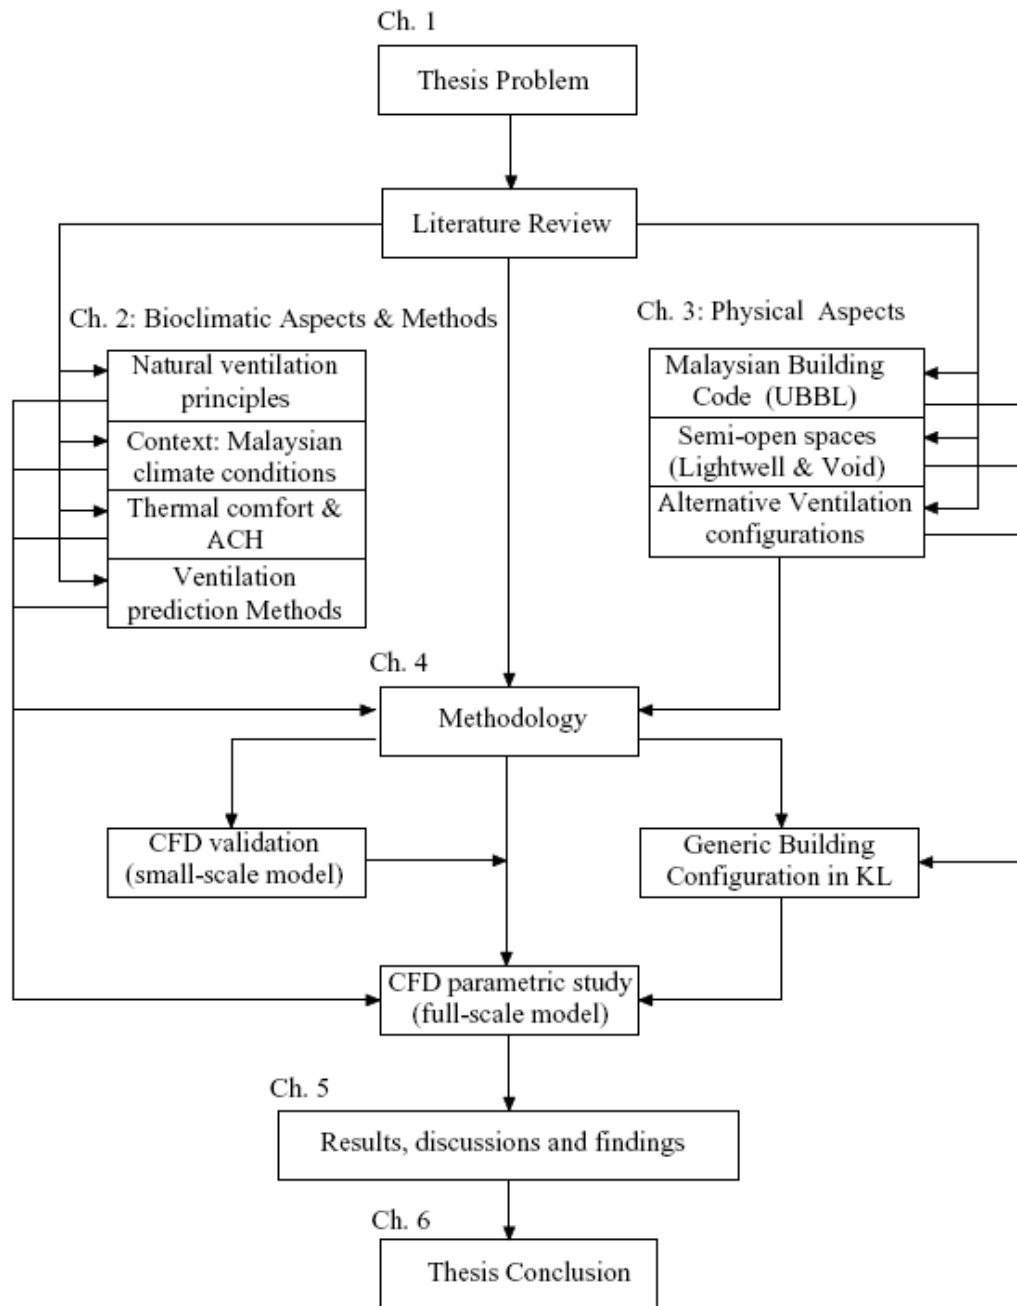 Ch. 1
Thesis Problem
Literature Review
Ch. 2: Bioclimatic Aspects & Methods
Natural ventilation
principles
Context: Malaysian
climate conditions
Thermal comfort &
ACH
Ventilation
prediction Methods
Ch. 3: Physical Aspects
Malaysian Building
Code (UBBL)
Semi-open spaces
(Lightwell & Void)
Alternative Ventilation
configurations
Ch. 4
Methodology
CFD validation
(small-scale model)
Generic Building
Configuration in KL
CFD parametric study
(full-scale model)
Ch. 5
Results, discussions and findings
Ch. 6
Thesis Conclusion